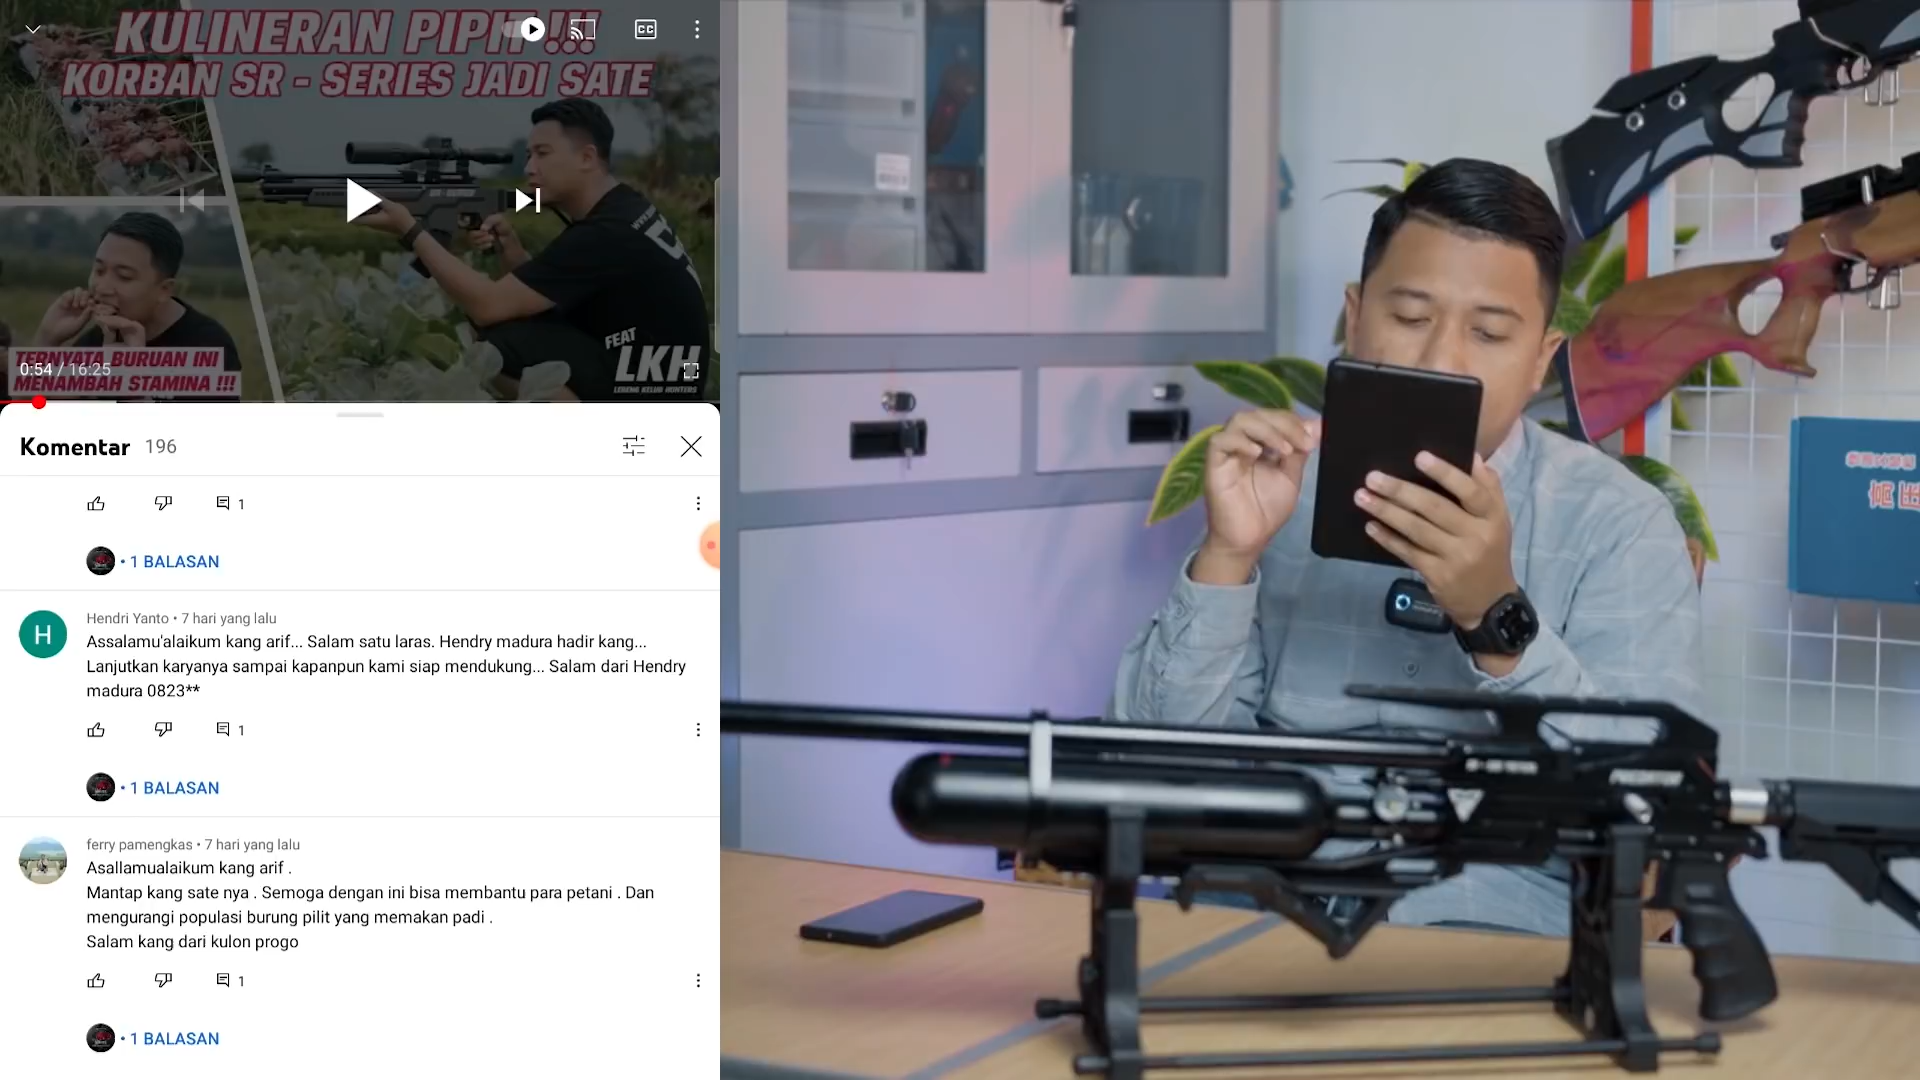 KULINERAN PIPIT !!!
KORBAN SR - SERIES JADI SATE
CC
FEAT
LKH
LERENG KELUD HUNTERS
TERNYATA BURUAN INI
MENAMBAH STAMINA !!!
0:54 / 16:25
Komentar 196
1
• 1 BALASAN
H
Hendri Yanto • 7 hari yang lalu
Assalamu'alaikum kang arif... Salam satu laras. Hendry madura hadir kang...
Lanjutkan karyanya sampai kapanpun kami siap mendukung... Salam dari Hendry
madura 0823**
1
• 1 BALASAN
ferry pamengkas • 7 hari yang lalu
Asallamualaikum kang arif .
Mantap kang sate nya . Semoga dengan ini bisa membantu para petani . Dan
mengurangi populasi burung pilit yang memakan padi .
Salam kang dari kulon progo
1
• 1 BALASAN